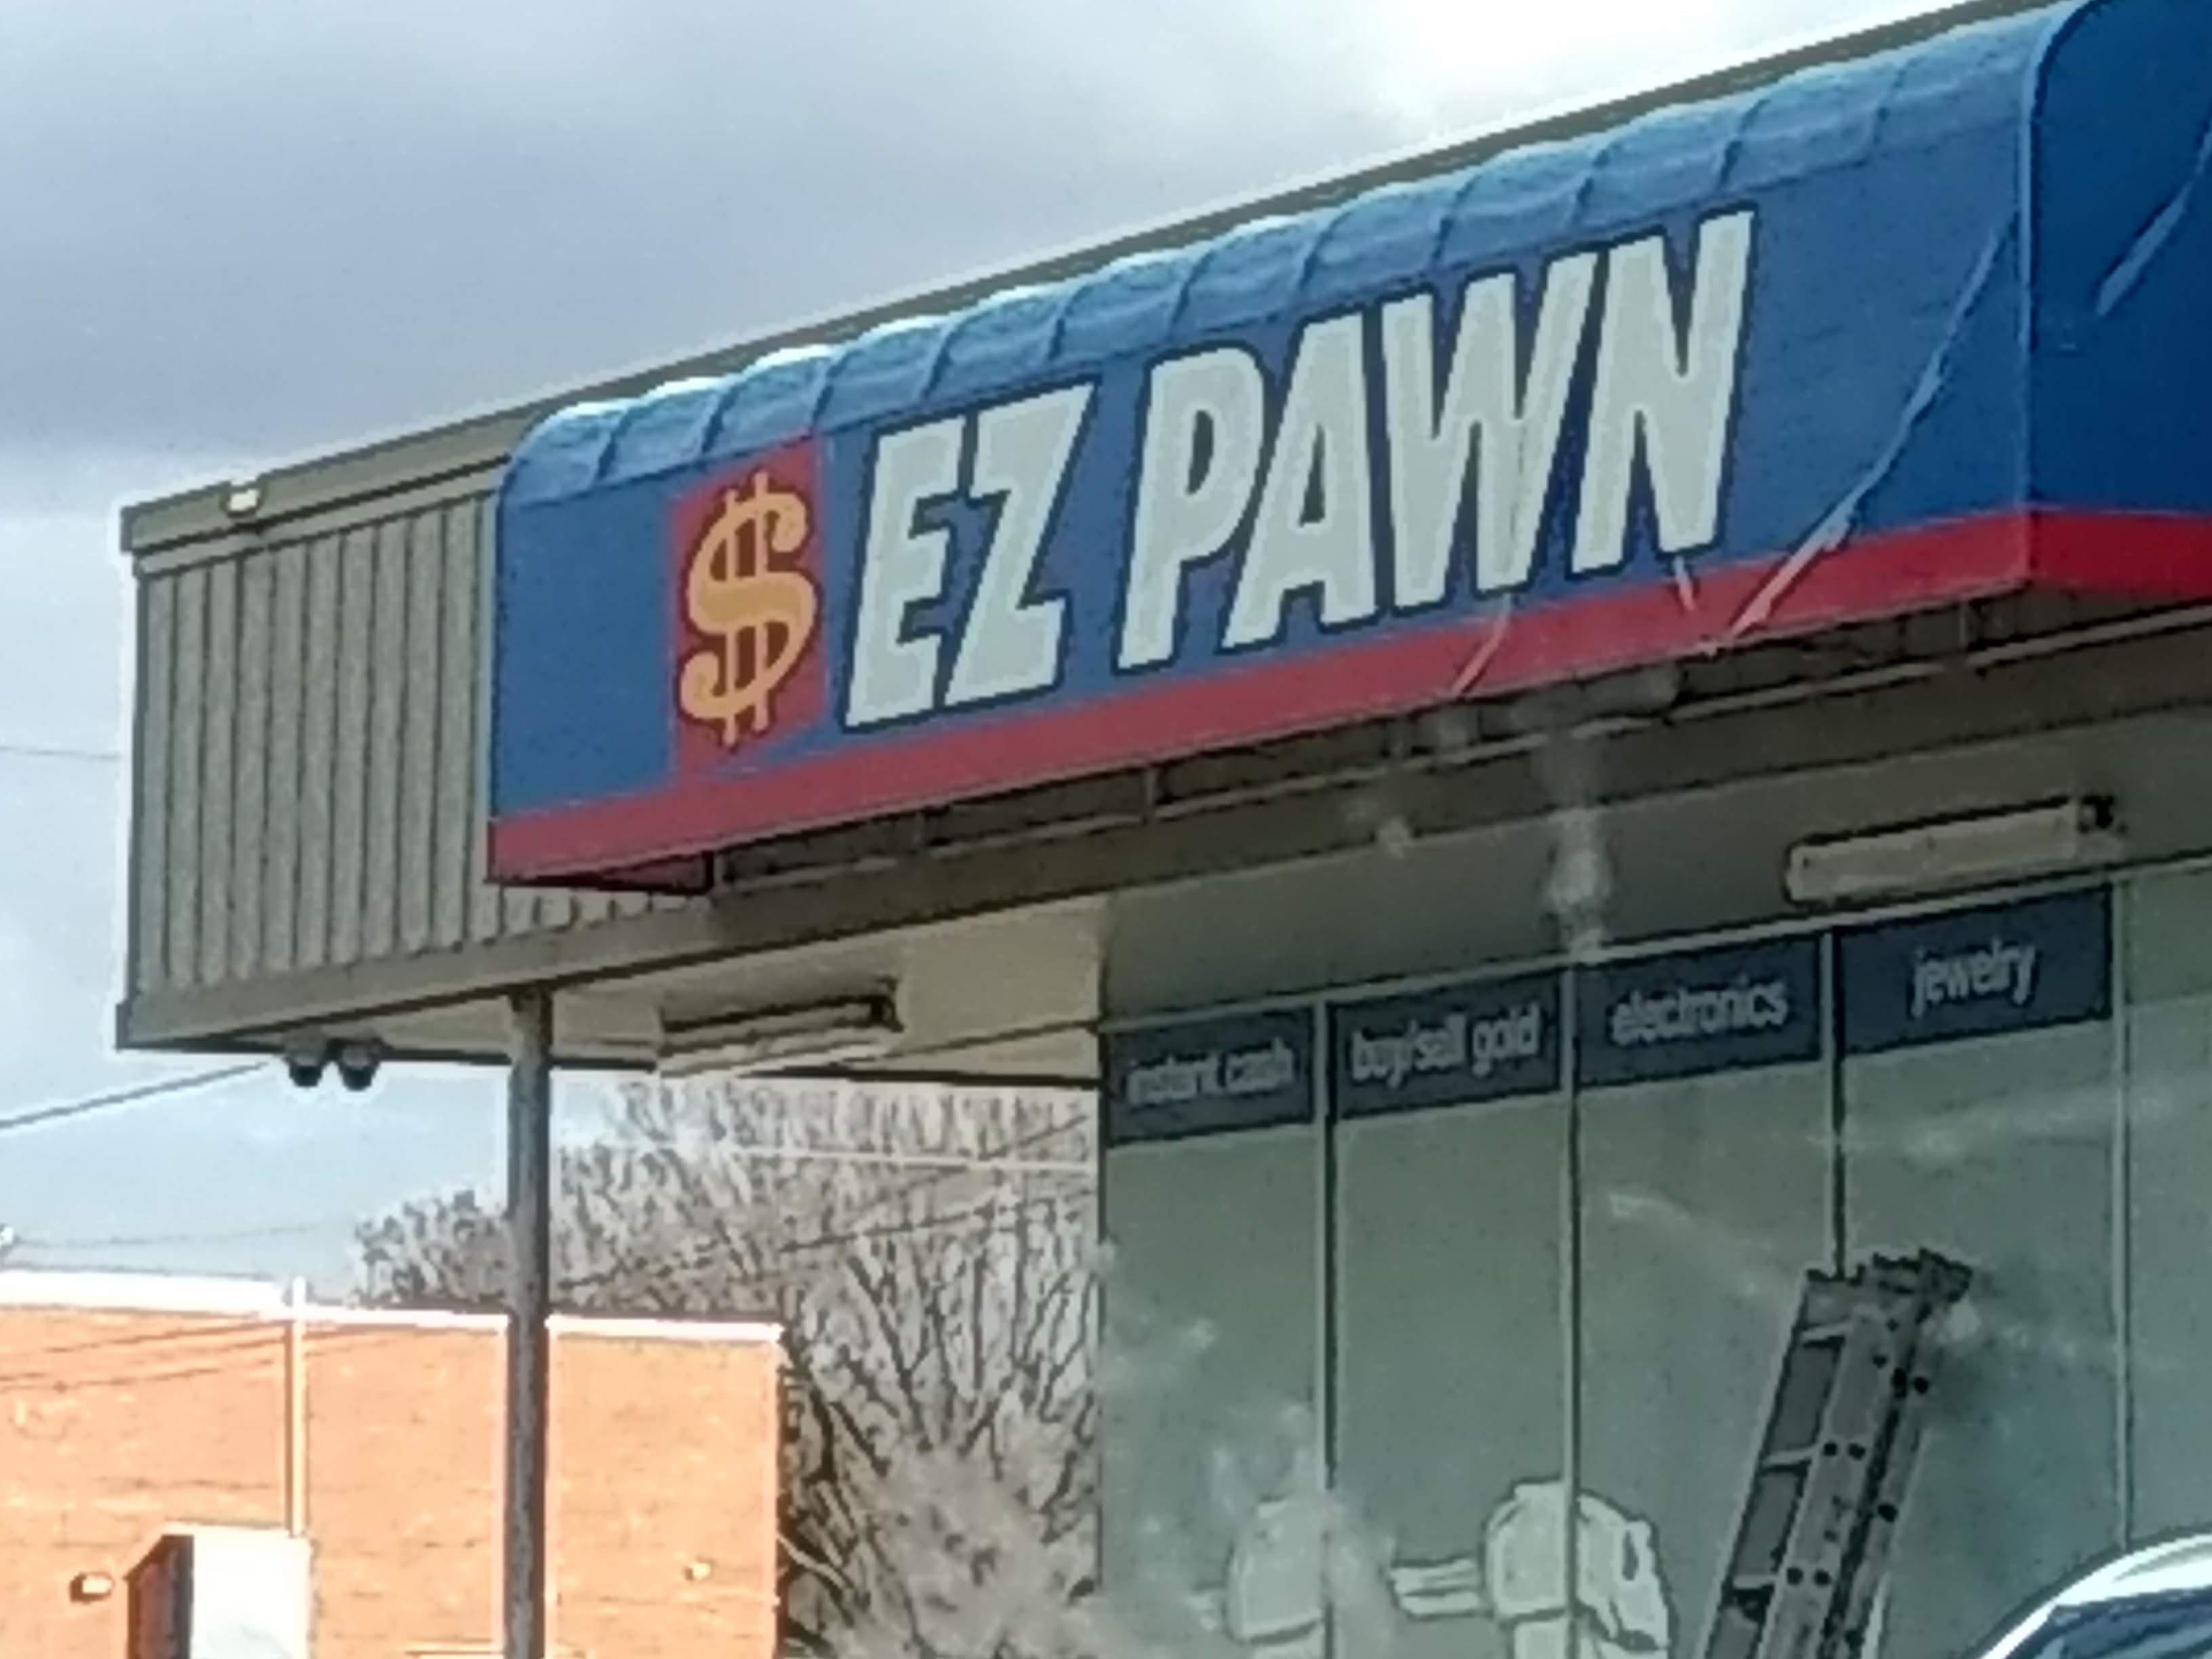 $ EZ PAWN
instant cash
buy/sell gold
electronics
jewelry